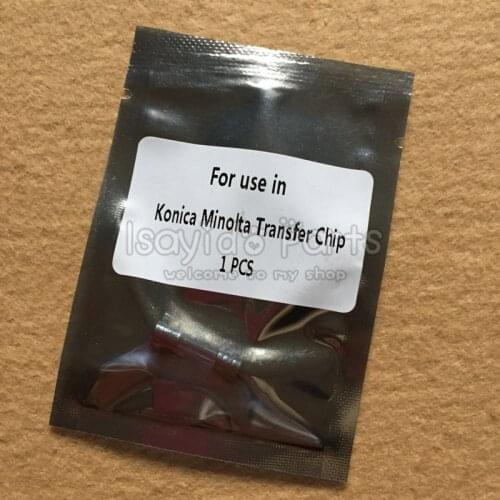 For use in
Konica Minolta Transfer Chip
Isayido Parts
welcome to my shop
1 PCS